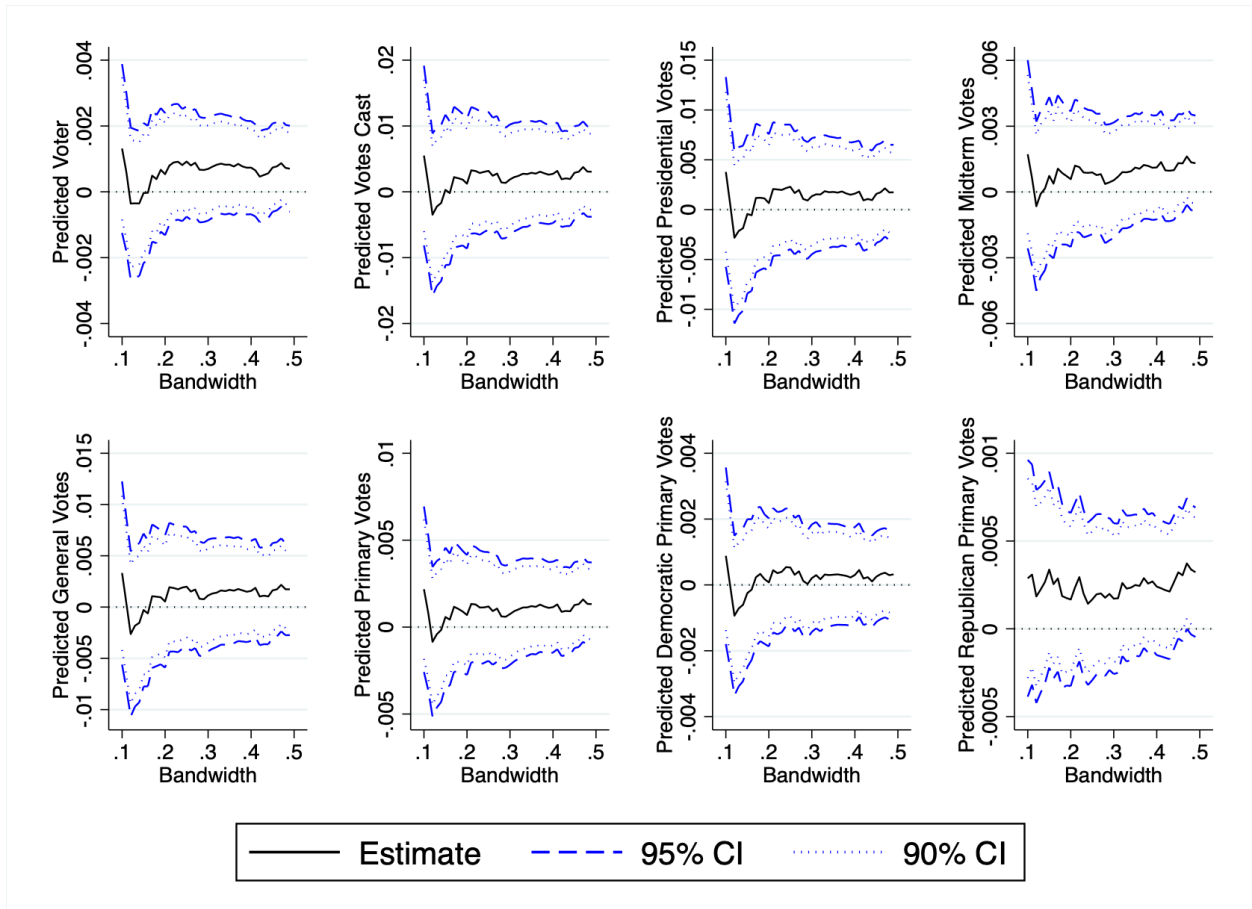 Predicted Voter
.004
.002
0
-.002
-.004
.1 .2 .3 .4 .5
Bandwidth
Predicted Votes Cast
.02
.01
0
-.01
-.02
.1 .2 .3 .4 .5
Bandwidth
Predicted Presidential Votes
.015
.01
.005
0
-.005
-.01
.1 .2 .3 .4 .5
Bandwidth
Predicted Midterm Votes
.006
.003
0
-.003
-.006
.1 .2 .3 .4 .5
Bandwidth
Predicted General Votes
.015
.01
.005
0
-.005
-.01
.1 .2 .3 .4 .5
Bandwidth
Predicted Primary Votes
.01
.005
0
-.005
.1 .2 .3 .4 .5
Bandwidth
Predicted Democratic Primary Votes
.004
.002
0
-.002
-.004
.1 .2 .3 .4 .5
Bandwidth
Predicted Republican Primary Votes
.001
.0005
0
-.0005
.1 .2 .3 .4 .5
Bandwidth
Estimate 95% CI 90% CI